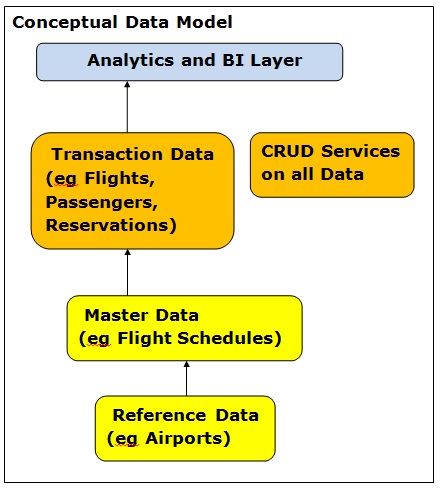 Conceptual Data Model
Analytics and BI Layer
Transaction Data
(eg Flights,
Passengers,
Reservations)
CRUD Services
on all Data
Master Data
(eg Flight Schedules)
Reference Data
(eg Airports)